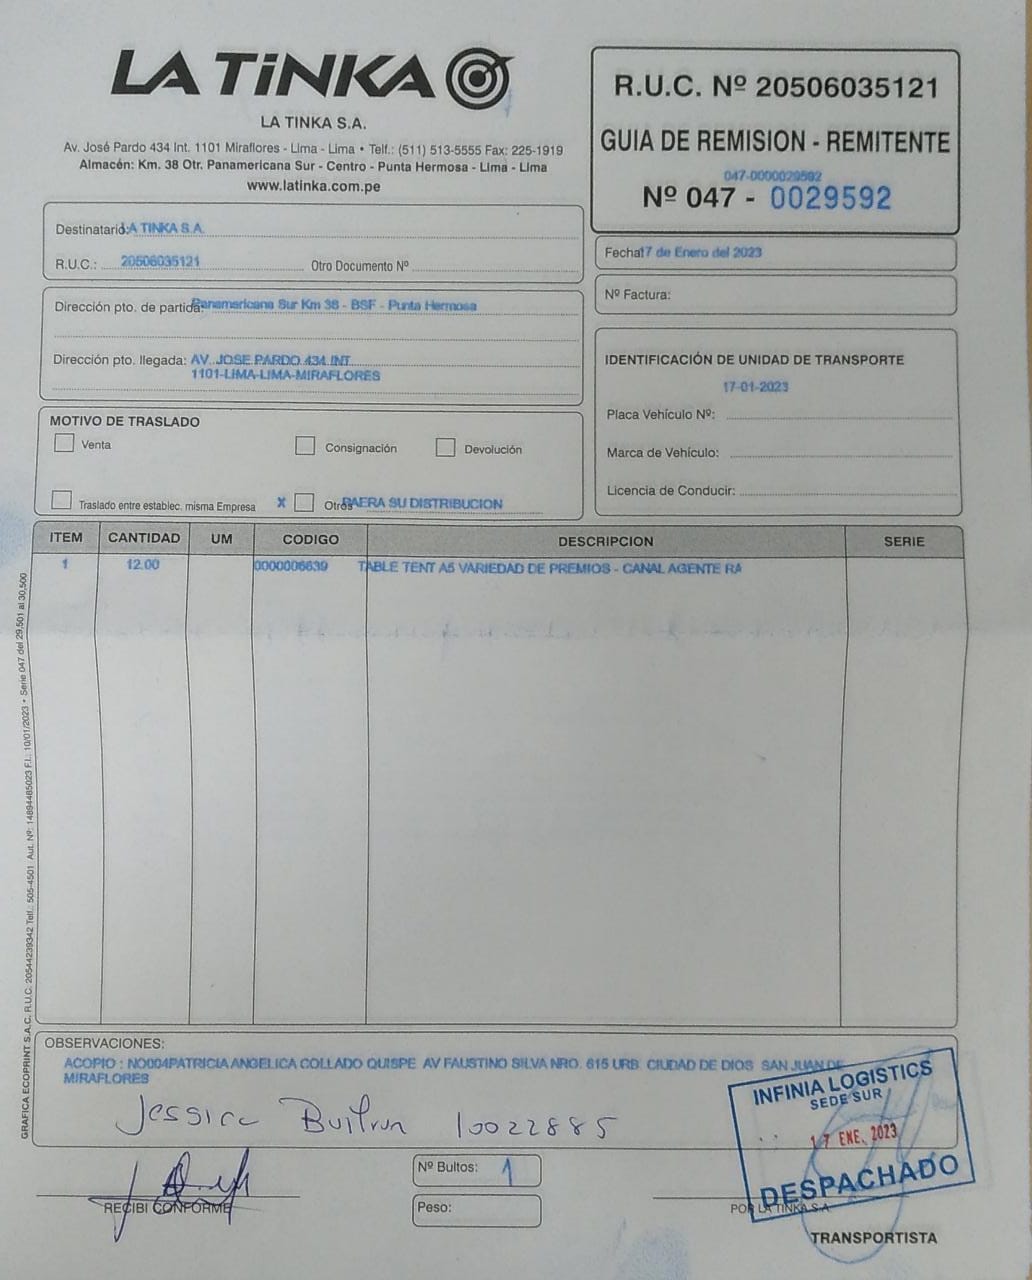 LA TiNKA
LA TINKA S.A.
Av. José Pardo 434 Int. 1101 Miraflores - Lima - Lima • Telf.: (511) 513-5555 Fax: 225-1919
Almacén: Km. 38 Otr. Panamericana Sur - Centro - Punta Hermosa - Lima - Lima
www.latinka.com.pe
R.U.C. Nº 20506035121
GUIA DE REMISION - REMITENTE
047-0000029592
Nº 047 - 0029592
Destinatario: LA TINKA S.A.
R.U.C.: 20506035121 Otro Documento Nº
Fecha: 17 de Enero del 2023
Nº Factura:
Dirección pto. de partida: Panamericana Sur Km 38 - BSF - Punta Hermosa
Dirección pto. llegada: AV. JOSE PARDO 434 INT.
1101-LIMA-LIMA-MIRAFLORES
IDENTIFICACIÓN DE UNIDAD DE TRANSPORTE
17-01-2023
Placa Vehículo Nº:
Marca de Vehículo:
Licencia de Conducir:
MOTIVO DE TRASLADO
Venta Consignación Devolución
Traslado entre establec. misma Empresa X Otros PAERA SU DISTRIBUCION
ITEM CANTIDAD UM CODIGO DESCRIPCION SERIE
1 12.00 0000006639 TABLE TENT A5 VARIEDAD DE PREMIOS - CANAL AGENTE RA
GRAFICA ECOPRINT S.A.C. R.U.C. 20544239342 Telf.: 505-4501 Aut. Nº: 14894485023 F.I.: 10/01/2023 • Serie 047 del 29,501 al 30,500
OBSERVACIONES:
ACOPIO : NO004PATRICIA ANGELICA COLLADO QUISPE AV FAUSTINO SILVA NRO. 615 URB. CIUDAD DE DIOS SAN JUAN DE
MIRAFLORES
Jessica Buitron 10022885
INFINIA LOGISTICS
SEDE SUR
17 ENE. 2023
DESPACHADO
Nº Bultos: 1
RECIBI CONFORME
Peso:
POR LA TINKA S.A.
TRANSPORTISTA